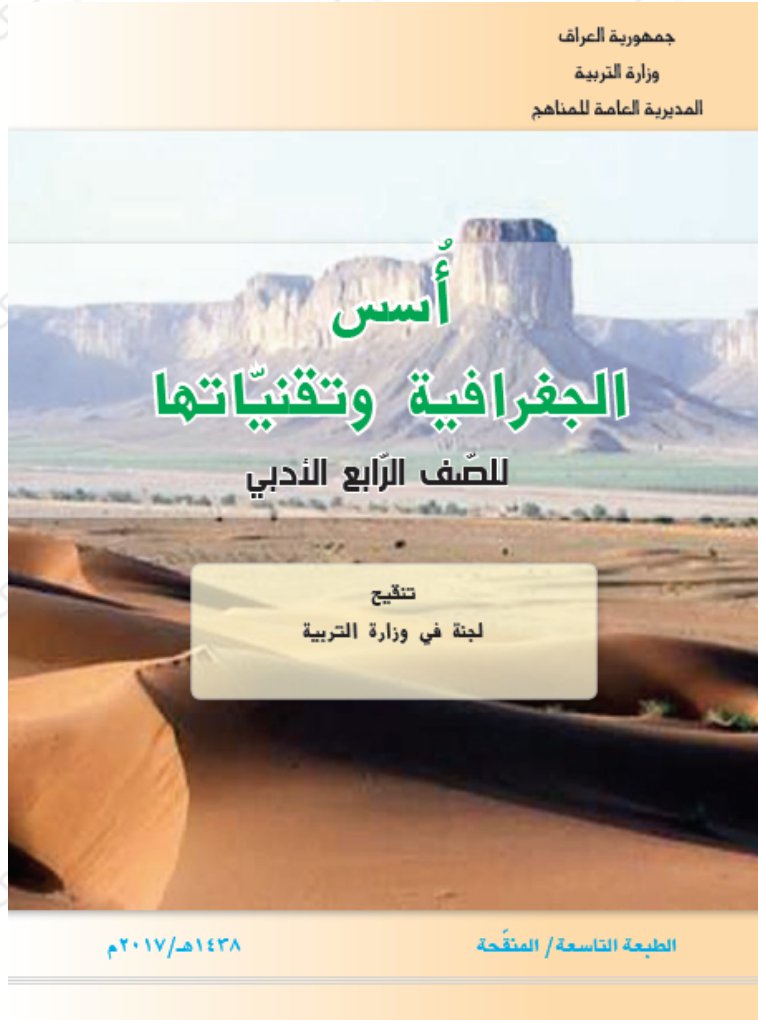 جمهورية العراق
وزارة التربية
المديرية العامة للمناهج
أُسس
الجغرافية وتقنيّاتها
للصّف الرّابع الأدبي
تنقيح
لجنة في وزارة التربية
الطبعة التاسعة/ المنقّحة
١٤٣٨هـ/٢٠١٧م